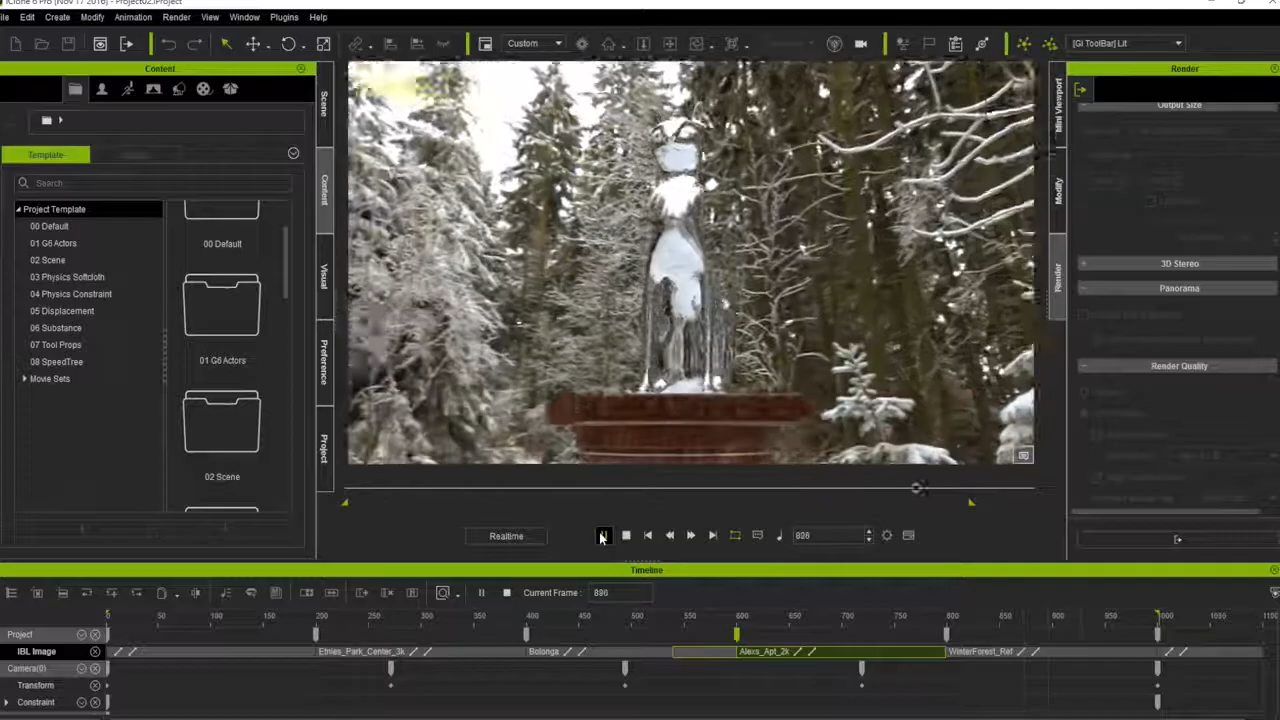 iClone 6 Pro [Nov 17 2016] - Project02.iProject
File Edit Create Modify Animation Render View Window Plugins Help
Custom
[GI ToolBar] Lit
Content
Render
Template
Search
Project Template
00 Default
01 G6 Actors
02 Scene
03 Physics Softcloth
04 Physics Constraint
05 Displacement
06 Substance
07 Tool Props
08 SpeedTree
Movie Sets
00 Default
01 G6 Actors
02 Scene
Scene
Content
Visual
Preference
Project
Mini Viewport
Modify
Render
Output Size
3D Stereo
Panorama
Render Quality
Realtime
896
Timeline
Current Frame : 896
50 100 150 200 250 300 350 400 450 500 550 600 650 700 750 800 850 900 950 1000 1050 1100
Project
IBL Image Etnies_Park_Center_3k Bolonga Alexs_Apt_2k WinterForest_Ref
Camera(0)
Transform
Constraint